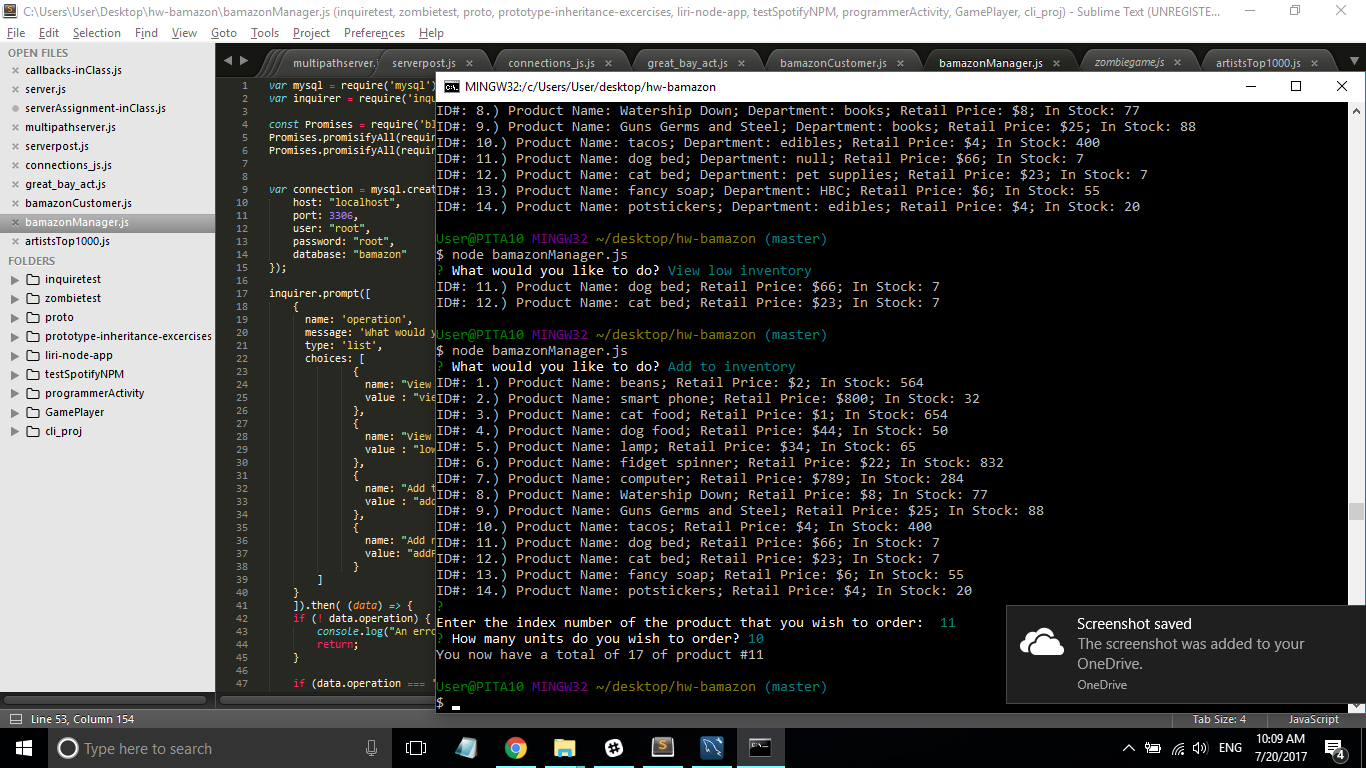 C:\Users\User\Desktop\hw-bamazon\bamazonManager.js (inquiretest, zombietest, proto, prototype-inheritance-excercises, liri-node-app, testSpotifyNPM, programmerActivity, GamePlayer, cli_proj) - Sublime Text (UNREGISTE...
File Edit Selection Find View Goto Tools Project Preferences Help
OPEN FILES
callbacks-inClass.js
server.js
serverAssignment-inClass.js
multipathserver.js
serverpost.js
connections_js.js
great_bay_act.js
bamazonCustomer.js
bamazonManager.js
artistsTop1000.js
FOLDERS
inquiretest
zombietest
proto
prototype-inheritance-excercises
liri-node-app
testSpotifyNPM
programmerActivity
GamePlayer
cli_proj
multipathserver.js serverpost.js connections_js.js great_bay_act.js bamazonCustomer.js bamazonManager.js zombiegame.js artistsTop1000.js
1 var mysql = require('mysql')
2 var inquirer = require('inqu
3
4 const Promises = require('bl
5 Promises.promisifyAll(requir
6 Promises.promisifyAll(requir
7
8
9 var connection = mysql.creat
10 host: "localhost",
11 port: 3306,
12 user: "root",
13 password: "root",
14 database: "bamazon"
15 });
16
17 inquirer.prompt([
18 {
19 name: 'operation',
20 message: 'What would y
21 type: 'list',
22 choices: [
23 {
24 name: "View
25 value : "vie
26 },
27 {
28 name: "View
29 value : "low
30 },
31 {
32 name: "Add t
33 value : "add
34 },
35 {
36 name: "Add n
37 value: "addP
38 }
39 ]
40 }
41 ]).then( (data) => {
42 if (! data.operation) {
43 console.log("An erro
44 return;
45 }
46
47 if (data.operation === '
MINGW32:/c/Users/User/desktop/hw-bamazon
ID#: 8.) Product Name: Watership Down; Department: books; Retail Price: $8; In Stock: 77
ID#: 9.) Product Name: Guns Germs and Steel; Department: books; Retail Price: $25; In Stock: 88
ID#: 10.) Product Name: tacos; Department: edibles; Retail Price: $4; In Stock: 400
ID#: 11.) Product Name: dog bed; Department: null; Retail Price: $66; In Stock: 7
ID#: 12.) Product Name: cat bed; Department: pet supplies; Retail Price: $23; In Stock: 7
ID#: 13.) Product Name: fancy soap; Department: HBC; Retail Price: $6; In Stock: 55
ID#: 14.) Product Name: potstickers; Department: edibles; Retail Price: $4; In Stock: 20
User@PITA10 MINGW32 ~/desktop/hw-bamazon (master)
$ node bamazonManager.js
? What would you like to do? View low inventory
ID#: 11.) Product Name: dog bed; Retail Price: $66; In Stock: 7
ID#: 12.) Product Name: cat bed; Retail Price: $23; In Stock: 7
User@PITA10 MINGW32 ~/desktop/hw-bamazon (master)
$ node bamazonManager.js
? What would you like to do? Add to inventory
ID#: 1.) Product Name: beans; Retail Price: $2; In Stock: 564
ID#: 2.) Product Name: smart phone; Retail Price: $800; In Stock: 32
ID#: 3.) Product Name: cat food; Retail Price: $1; In Stock: 654
ID#: 4.) Product Name: dog food; Retail Price: $44; In Stock: 50
ID#: 5.) Product Name: lamp; Retail Price: $34; In Stock: 65
ID#: 6.) Product Name: fidget spinner; Retail Price: $22; In Stock: 832
ID#: 7.) Product Name: computer; Retail Price: $789; In Stock: 284
ID#: 8.) Product Name: Watership Down; Retail Price: $8; In Stock: 77
ID#: 9.) Product Name: Guns Germs and Steel; Retail Price: $25; In Stock: 88
ID#: 10.) Product Name: tacos; Retail Price: $4; In Stock: 400
ID#: 11.) Product Name: dog bed; Retail Price: $66; In Stock: 7
ID#: 12.) Product Name: cat bed; Retail Price: $23; In Stock: 7
ID#: 13.) Product Name: fancy soap; Retail Price: $6; In Stock: 55
ID#: 14.) Product Name: potstickers; Retail Price: $4; In Stock: 20
?
Enter the index number of the product that you wish to order: 11
? How many units do you wish to order? 10
You now have a total of 17 of product #11
User@PITA10 MINGW32 ~/desktop/hw-bamazon (master)
$
Screenshot saved
The screenshot was added to your
OneDrive.
OneDrive
Line 53, Column 154 Tab Size: 4 JavaScript
Type here to search
ENG
10:09 AM
7/20/2017
4